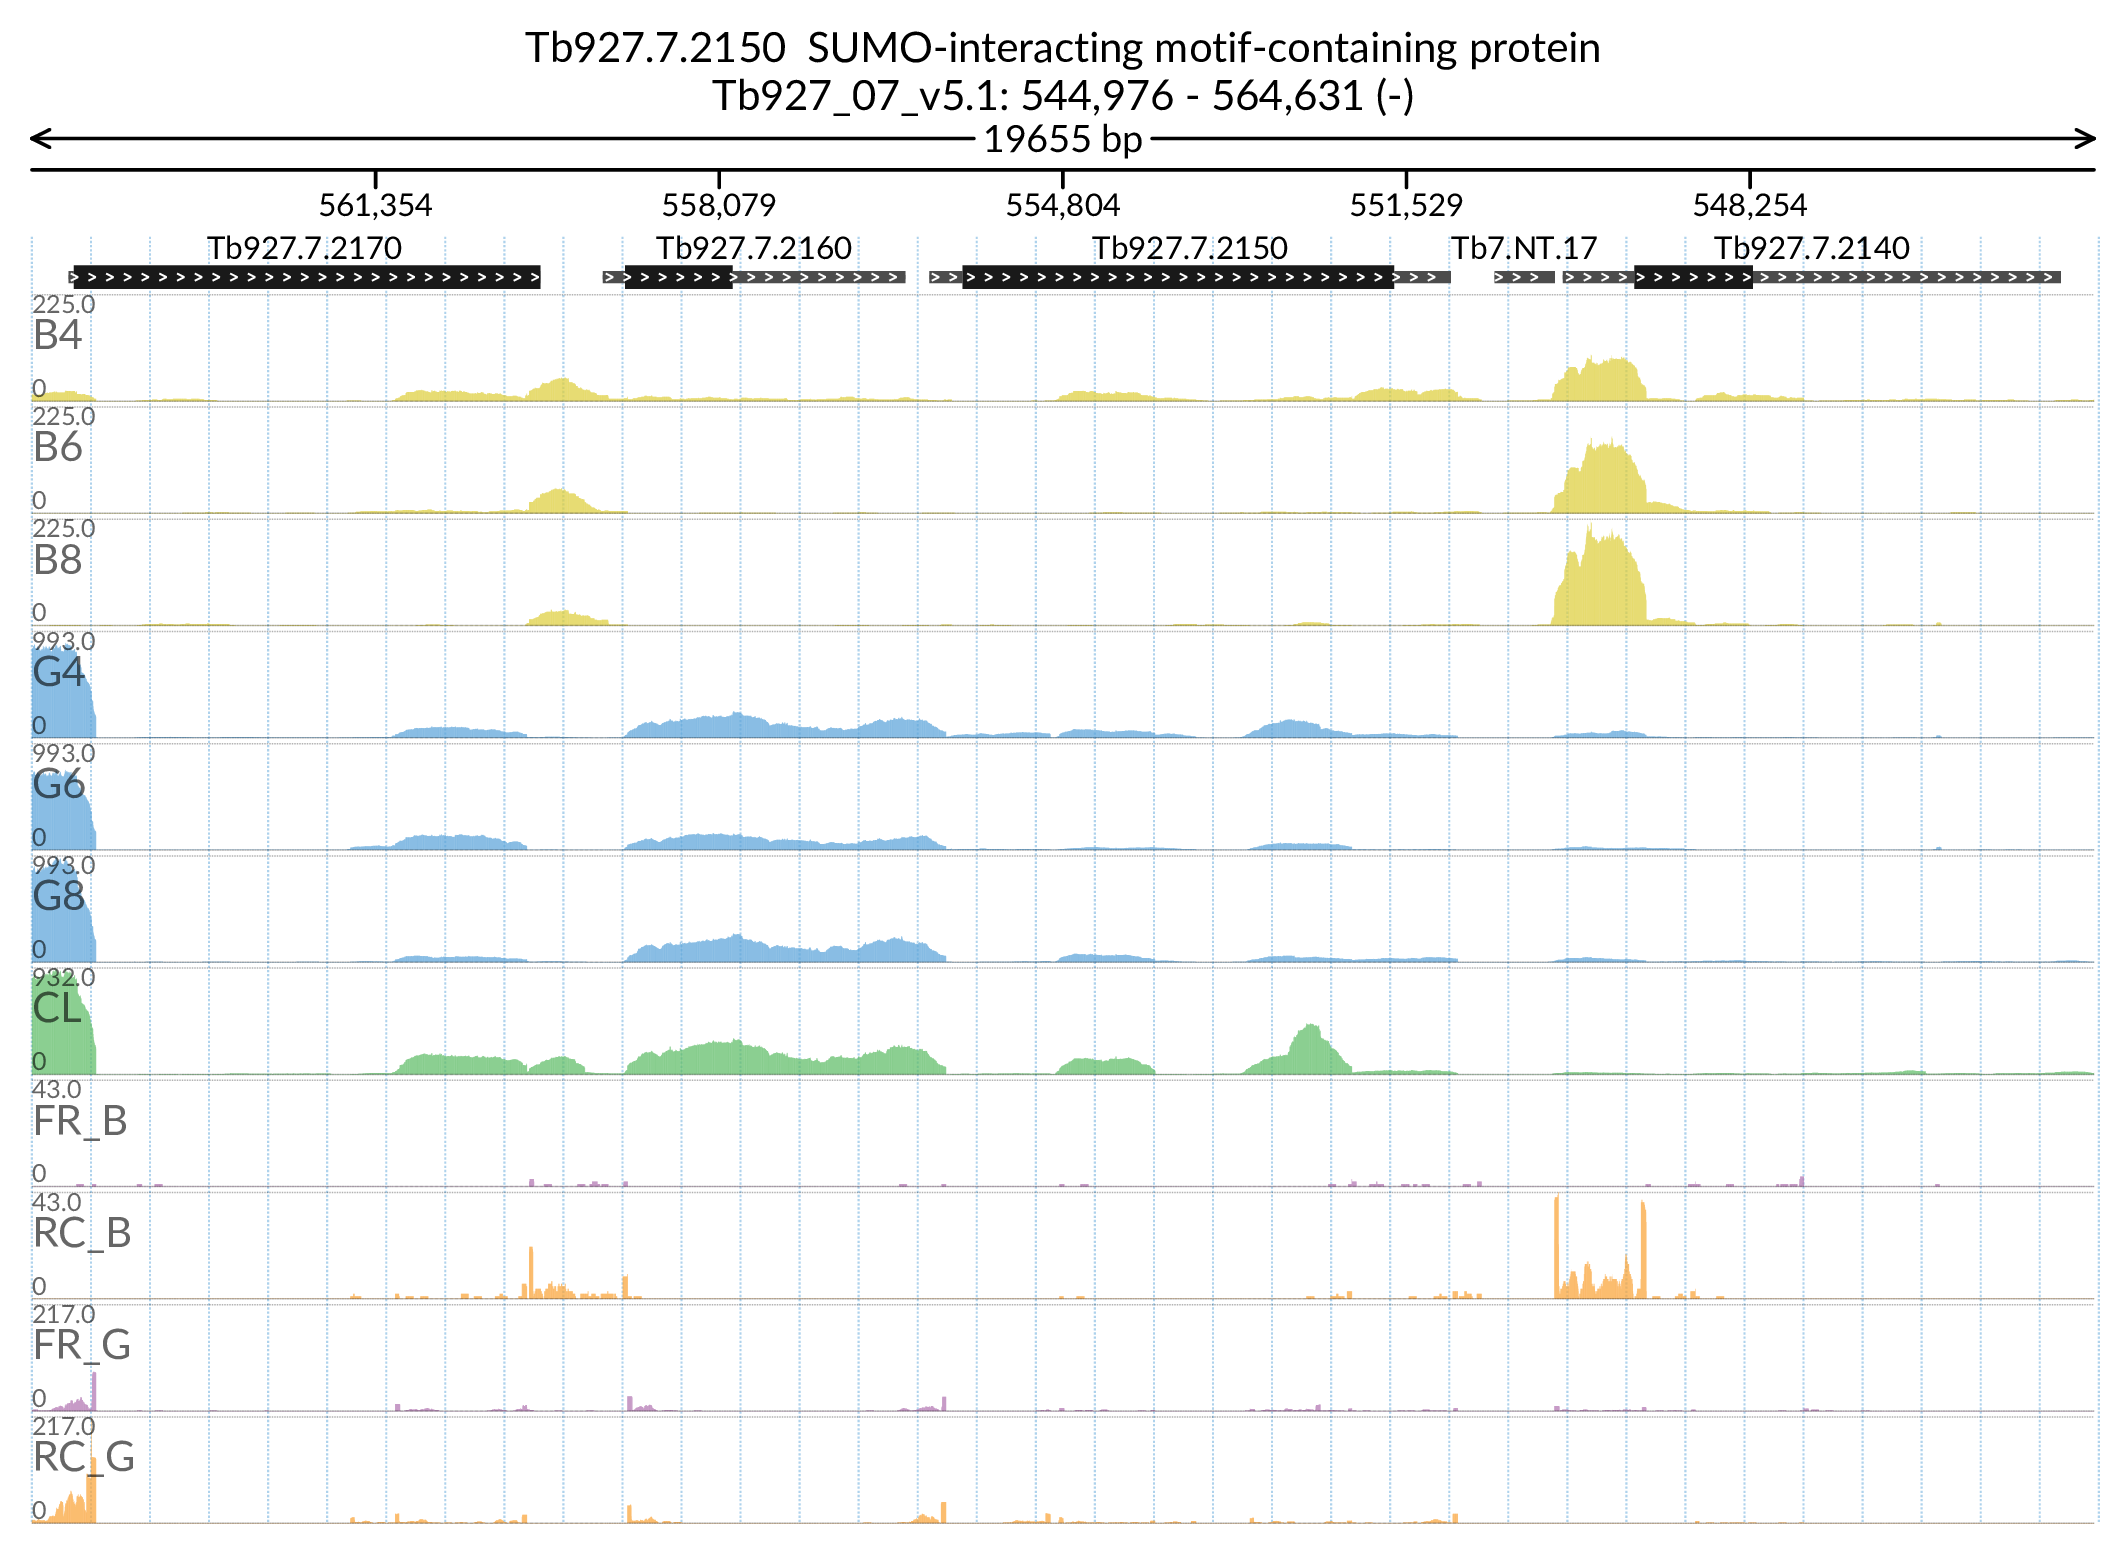 Tb927.7.2150  SUMO-interacting motif-containing protein
Tb927_07_v5.1: 544,976 - 564,631 (-)
19655 bp
561,354 558,079 554,804 551,529 548,254
Tb927.7.2170 Tb927.7.2160 Tb927.7.2150 Tb7.NT.17 Tb927.7.2140
225.0
B4
0
225.0
B6
0
225.0
B8
0
993.0
G4
0
993.0
G6
0
993.0
G8
0
932.0
CL
0
43.0
FR_B
0
43.0
RC_B
0
217.0
FR_G
0
217.0
RC_G
0